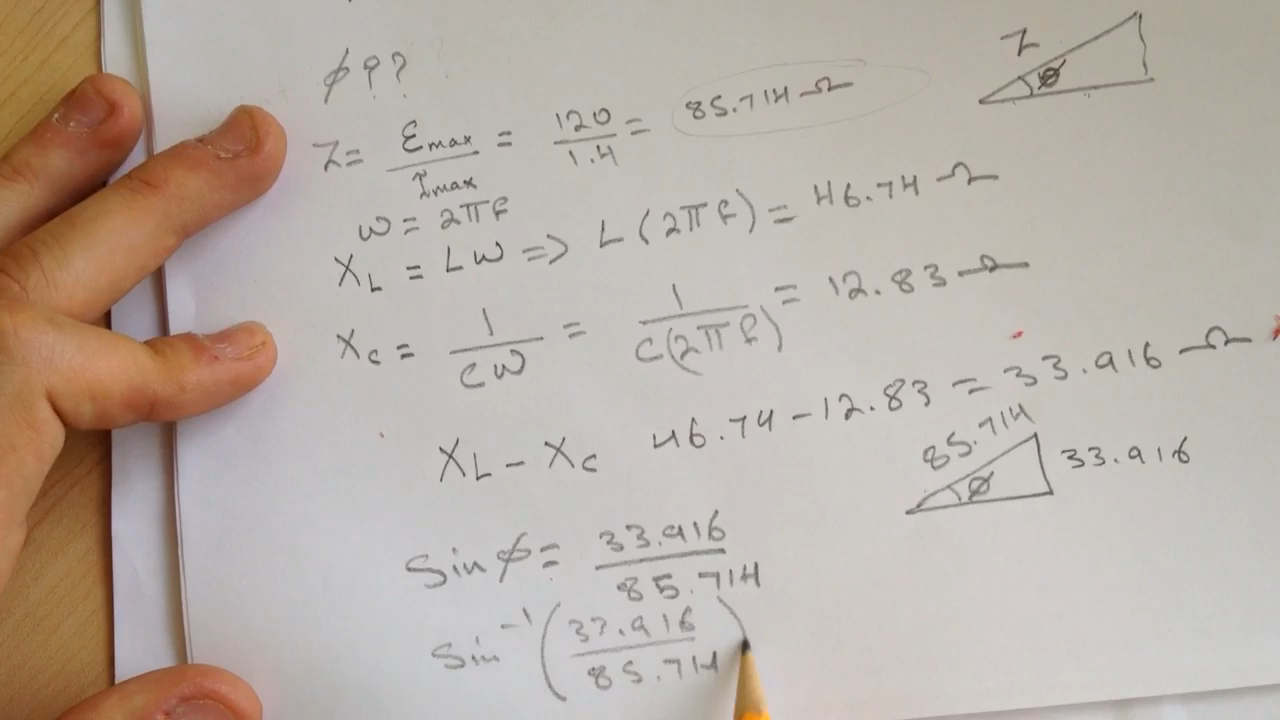 φ??
Z
φ
Z = Ɛmax / Imax = 120 / 1.4 = 85.714 Ω
ω = 2πf
XL = Lω => L(2πf) = 46.74 Ω
Xc = 1 / cω = 1 / c(2πf) = 12.83 Ω
XL - Xc 46.74 - 12.83 = 33.916 Ω
85.714
φ
33.916
Sin φ = 33.916 / 85.714
Sin⁻¹ (33.916 / 85.714)